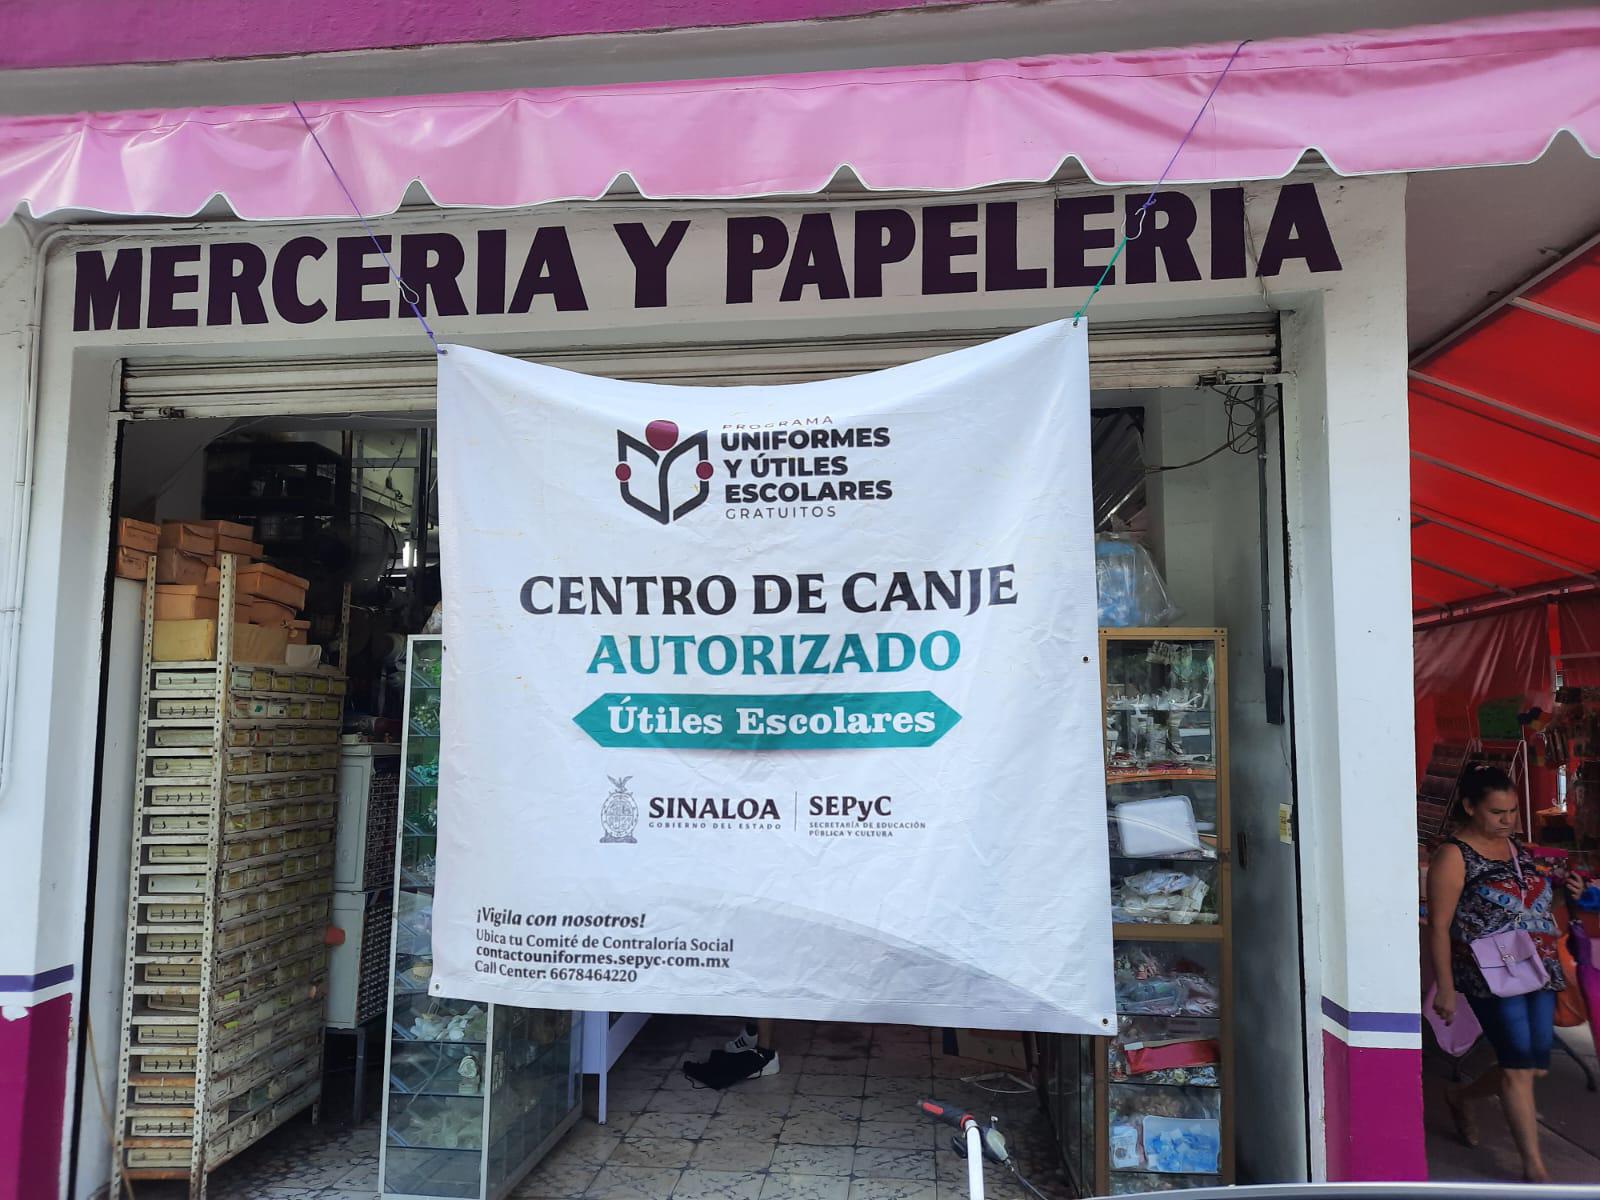 MERCERIA Y PAPELERIA
PROGRAMA
UNIFORMES
Y ÚTILES
ESCOLARES
GRATUITOS
CENTRO DE CANJE
AUTORIZADO
Útiles Escolares
SINALOA
GOBIERNO DEL ESTADO
SEPyC
SECRETARÍA DE EDUCACIÓN
PÚBLICA Y CULTURA
¡Vigila con nosotros!
Ubica tu Comité de Contraloría Social
contactouniformes.sepyc.com.mx
Call Center: 6678464220